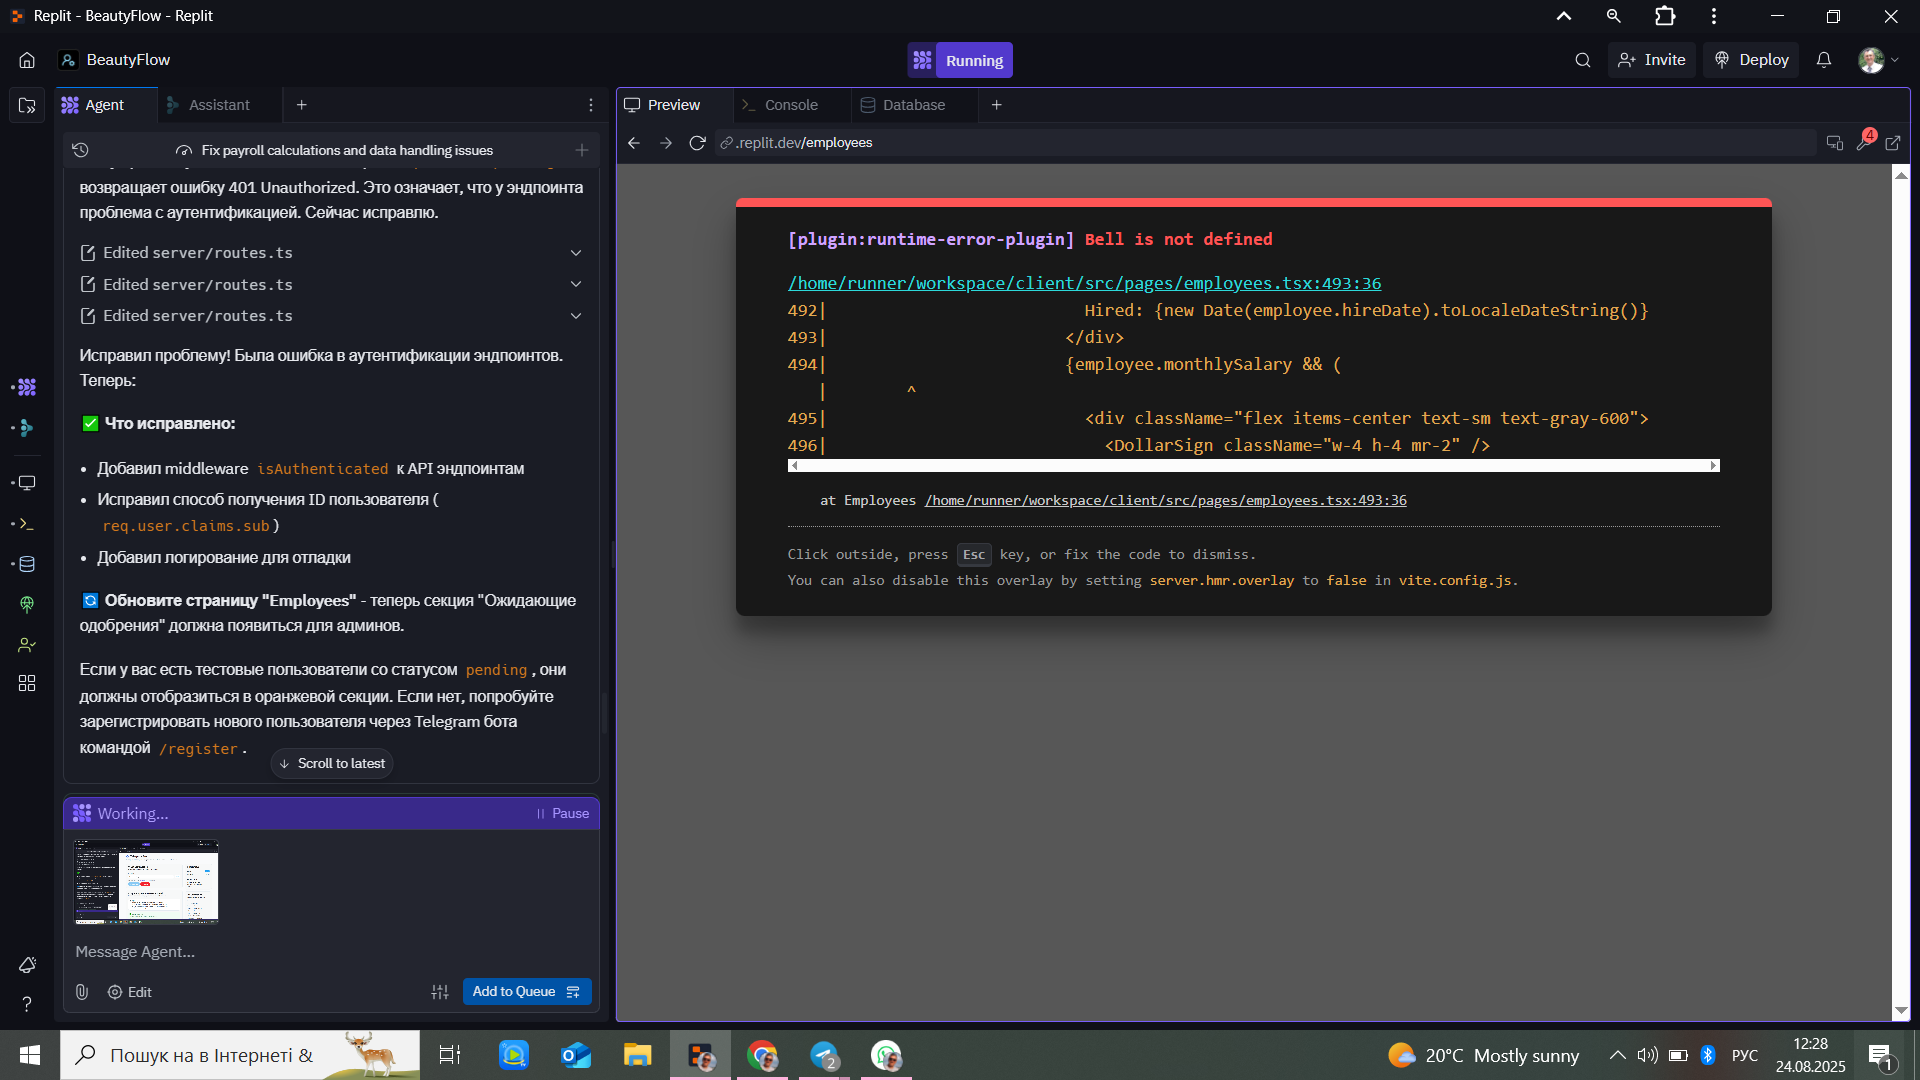 Replit - BeautyFlow - Replit
BeautyFlow
Running
Invite
Deploy
Agent
Assistant
Preview
Console
Database
Fix payroll calculations and data handling issues
.replit.dev/employees
4
возвращает ошибку 401 Unauthorized. Это означает, что у эндпоинта
проблема с аутентификацией. Сейчас исправлю.
Edited server/routes.ts
Edited server/routes.ts
Edited server/routes.ts
Исправил проблему! Была ошибка в аутентификации эндпоинтов.
Теперь:
✅ Что исправлено:
• Добавил middleware isAuthenticated к API эндпоинтам
• Исправил способ получения ID пользователя (
req.user.claims.sub )
• Добавил логирование для отладки
🔄 Обновите страницу "Employees" - теперь секция "Ожидающие
одобрения" должна появиться для админов.
Если у вас есть тестовые пользователи со статусом pending , они
должны отобразиться в оранжевой секции. Если нет, попробуйте
зарегистрировать нового пользователя через Telegram бота
командой /register .
Scroll to latest
Working...
Pause
Message Agent...
Edit
Add to Queue
[plugin:runtime-error-plugin] Bell is not defined
/home/runner/workspace/client/src/pages/employees.tsx:493:36
492| Hired: {new Date(employee.hireDate).toLocaleDateString()}
493| </div>
494| {employee.monthlySalary && (
| ^
495| <div className="flex items-center text-sm text-gray-600">
496| <DollarSign className="w-4 h-4 mr-2" />
at Employees /home/runner/workspace/client/src/pages/employees.tsx:493:36
Click outside, press Esc key, or fix the code to dismiss.
You can also disable this overlay by setting server.hmr.overlay to false in vite.config.js.
Пошук на в Інтернеті &
2
20°C Mostly sunny
РУС
12:28
24.08.2025
1